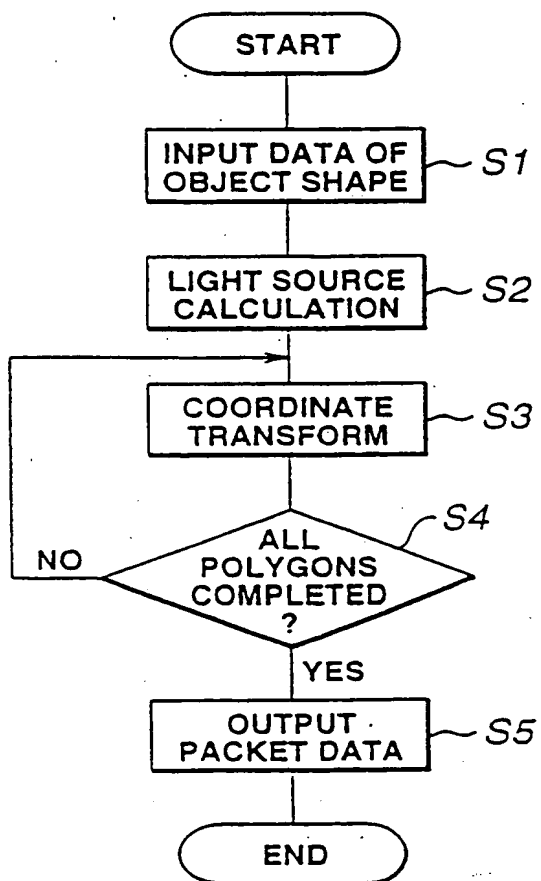 START
INPUT DATA OF
OBJECT SHAPE
S1
LIGHT SOURCE
CALCULATION
S2
COORDINATE
TRANSFORM
S3
S4
ALL
POLYGONS
COMPLETED
?
NO
YES
OUTPUT
PACKET DATA
S5
END